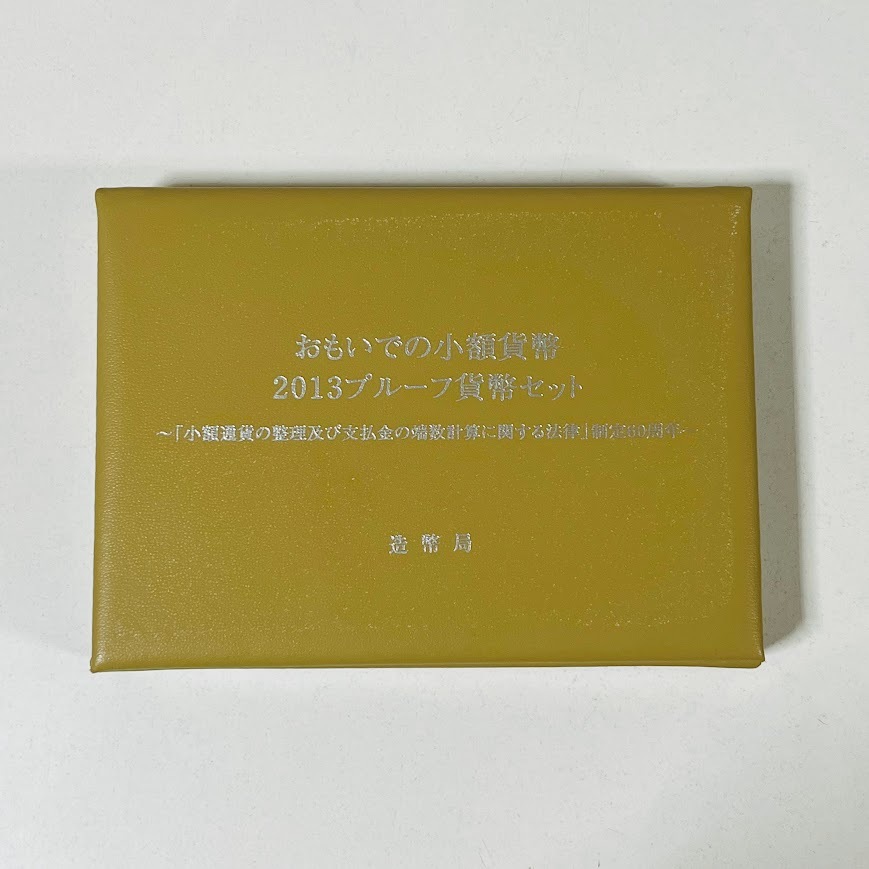 おもいでの小額貨幣
2013プルーフ貨幣セット
～「小額通貨の整理及び支払金の端数計算に関する法律」制定60周年～
造幣局